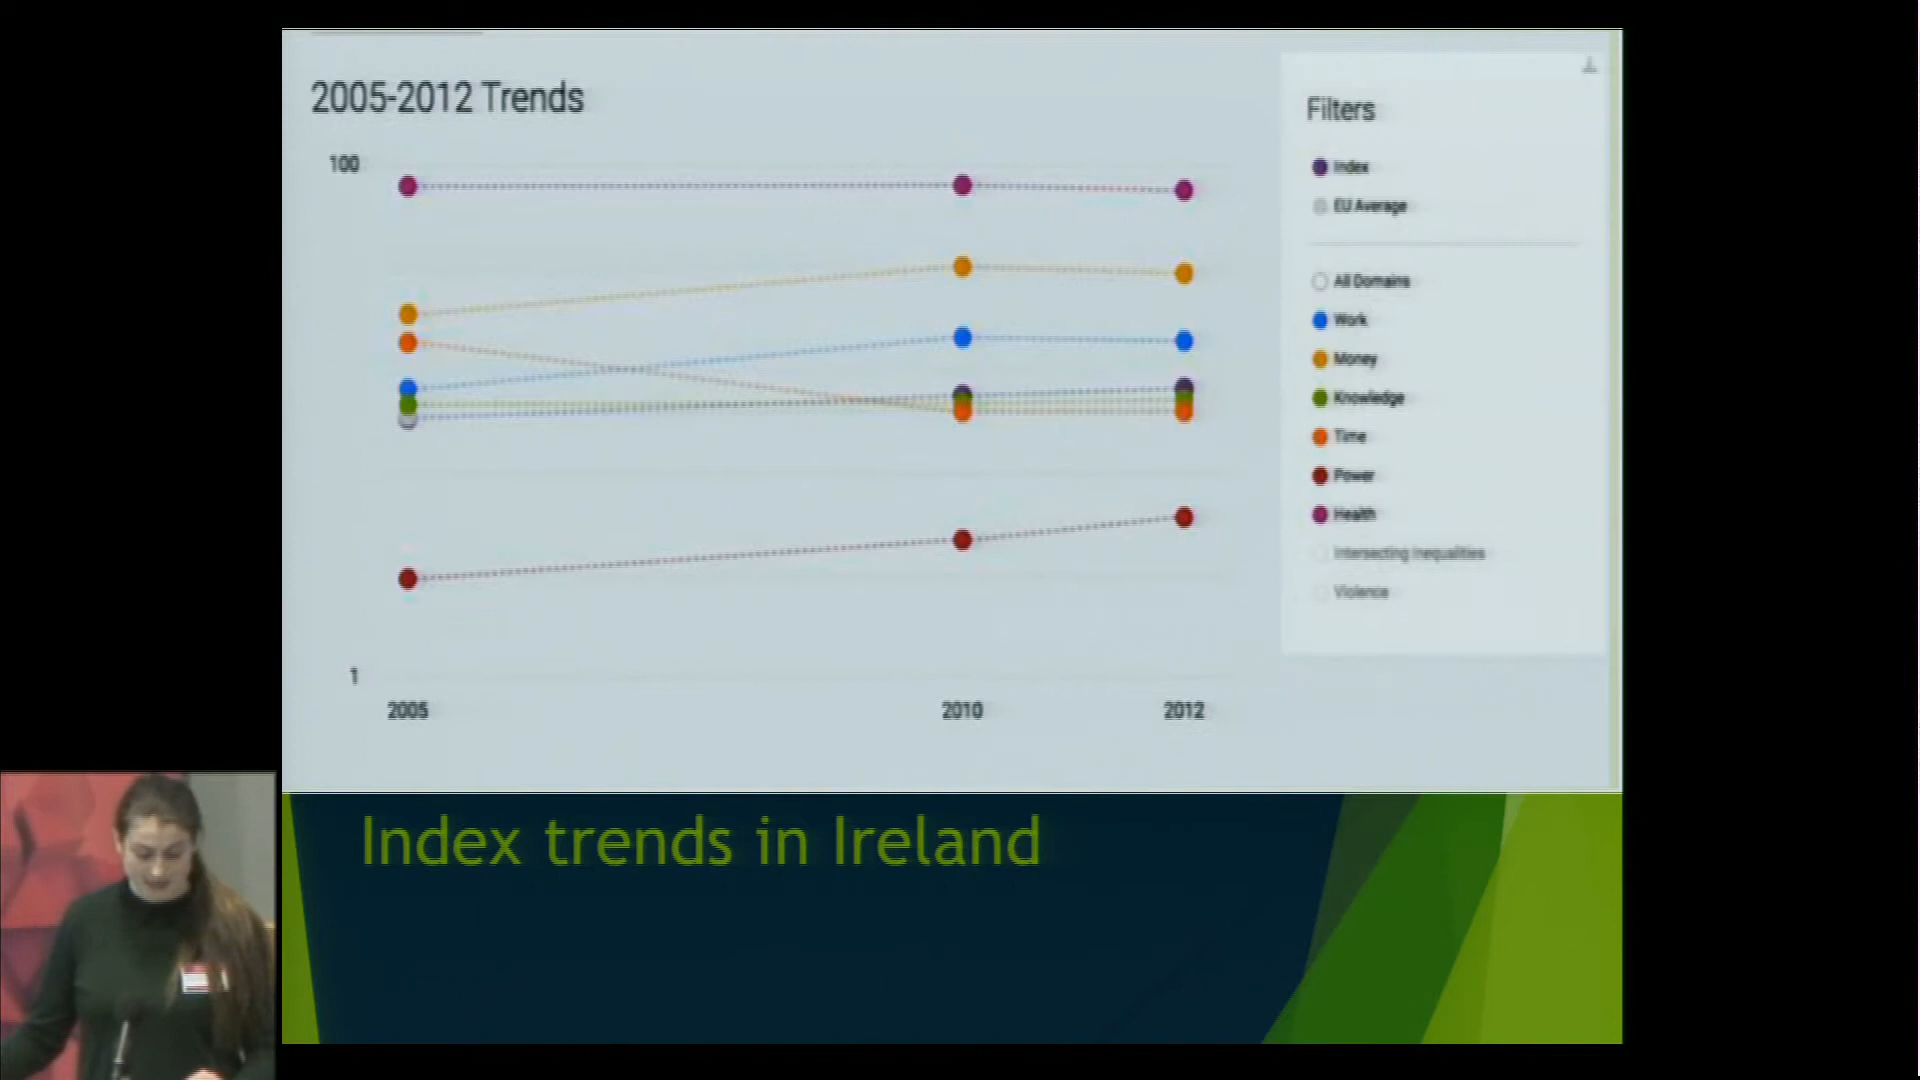 2005-2012 Trends
100
1
2005
2010
2012
Filters
Index
EU Average
All Domains
Work
Money
Knowledge
Time
Power
Health
Intersecting Inequalities
Violence
Index trends in Ireland